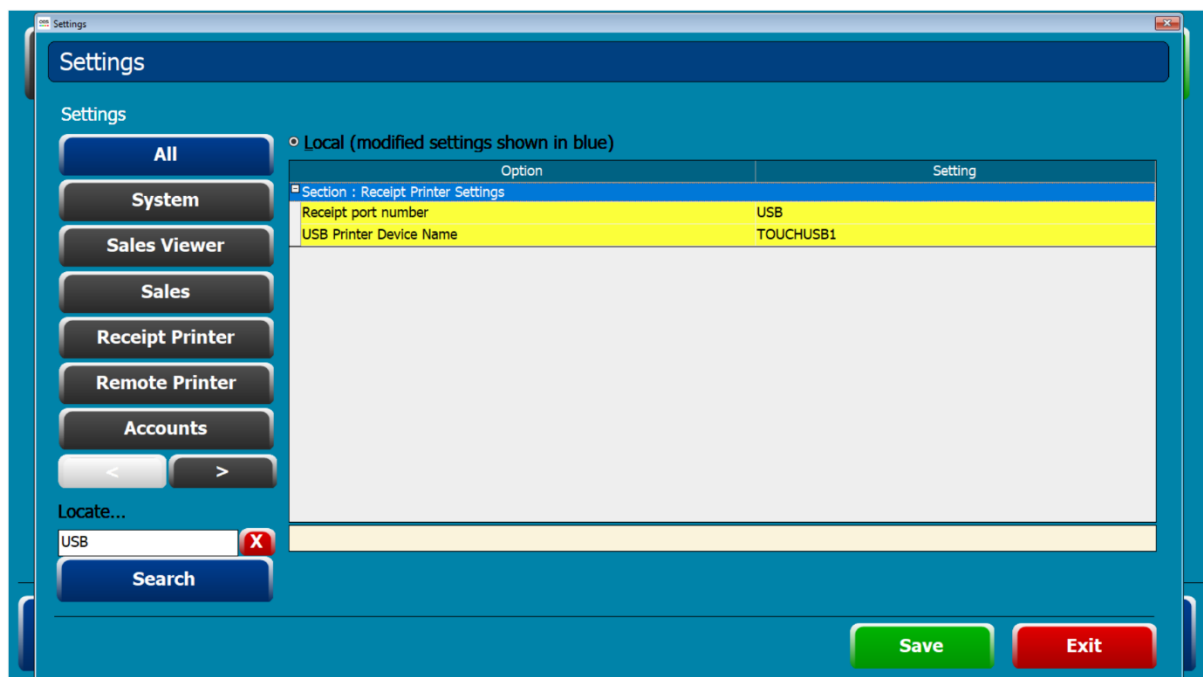 Settings
Settings
Settings
All
System
Sales Viewer
Sales
Receipt Printer
Remote Printer
Accounts
< >
Locate...
USB X
Search
Local (modified settings shown in blue)
Option Setting
Section : Receipt Printer Settings
Receipt port number USB
USB Printer Device Name TOUCHUSB1
Save Exit